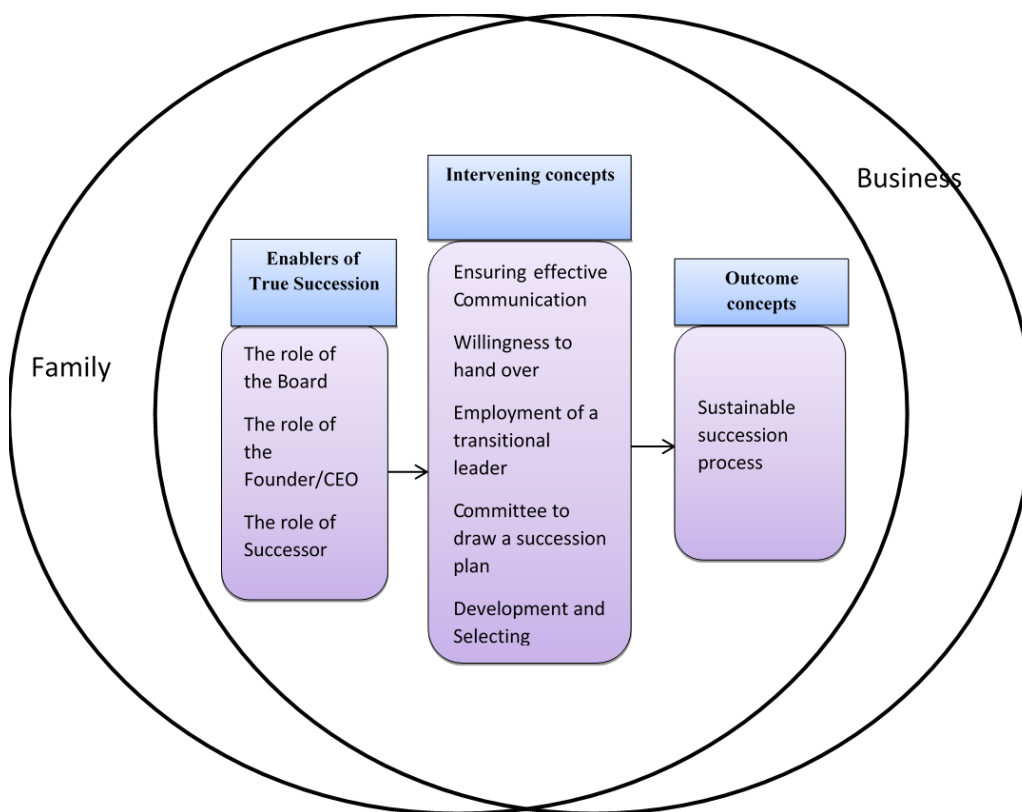 Family
Business
Enablers of
True Succession
The role of
the Board
The role of
the
Founder/CEO
The role of
Successor
Intervening concepts
Ensuring effective
Communication
Willingness to
hand over
Employment of a
transitional
leader
Committee to
draw a succession
plan
Development and
Selecting
Outcome
concepts
Sustainable
succession
process